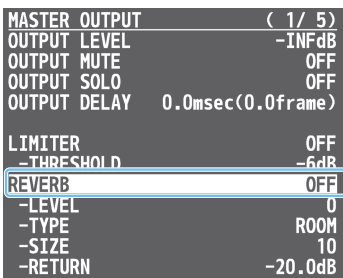 MASTER OUTPUT ( 1/ 5)
OUTPUT LEVEL -INFdB
OUTPUT MUTE OFF
OUTPUT SOLO OFF
OUTPUT DELAY 0.0msec(0.0frame)
LIMITER OFF
-THRESHOLD -6dB
REVERB OFF
-LEVEL 0
-TYPE ROOM
-SIZE 10
-RETURN -20.0dB